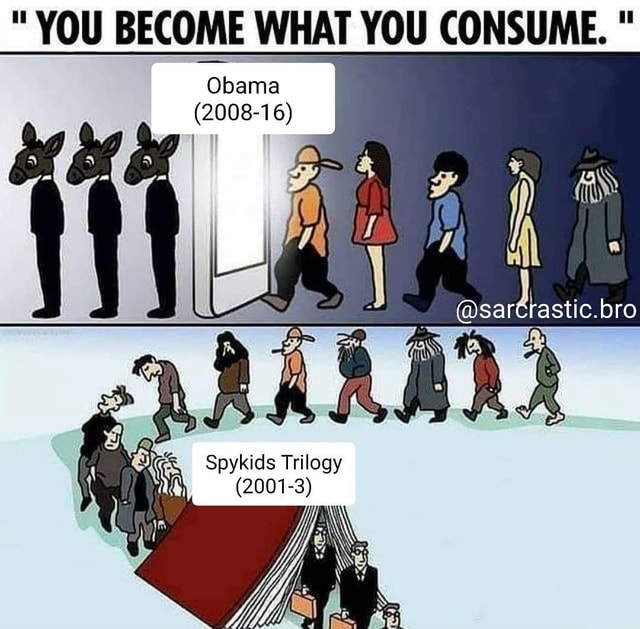 " YOU BECOME WHAT YOU CONSUME. "
Obama
(2008-16)
@sarcrastic.bro
Spykids Trilogy
(2001-3)